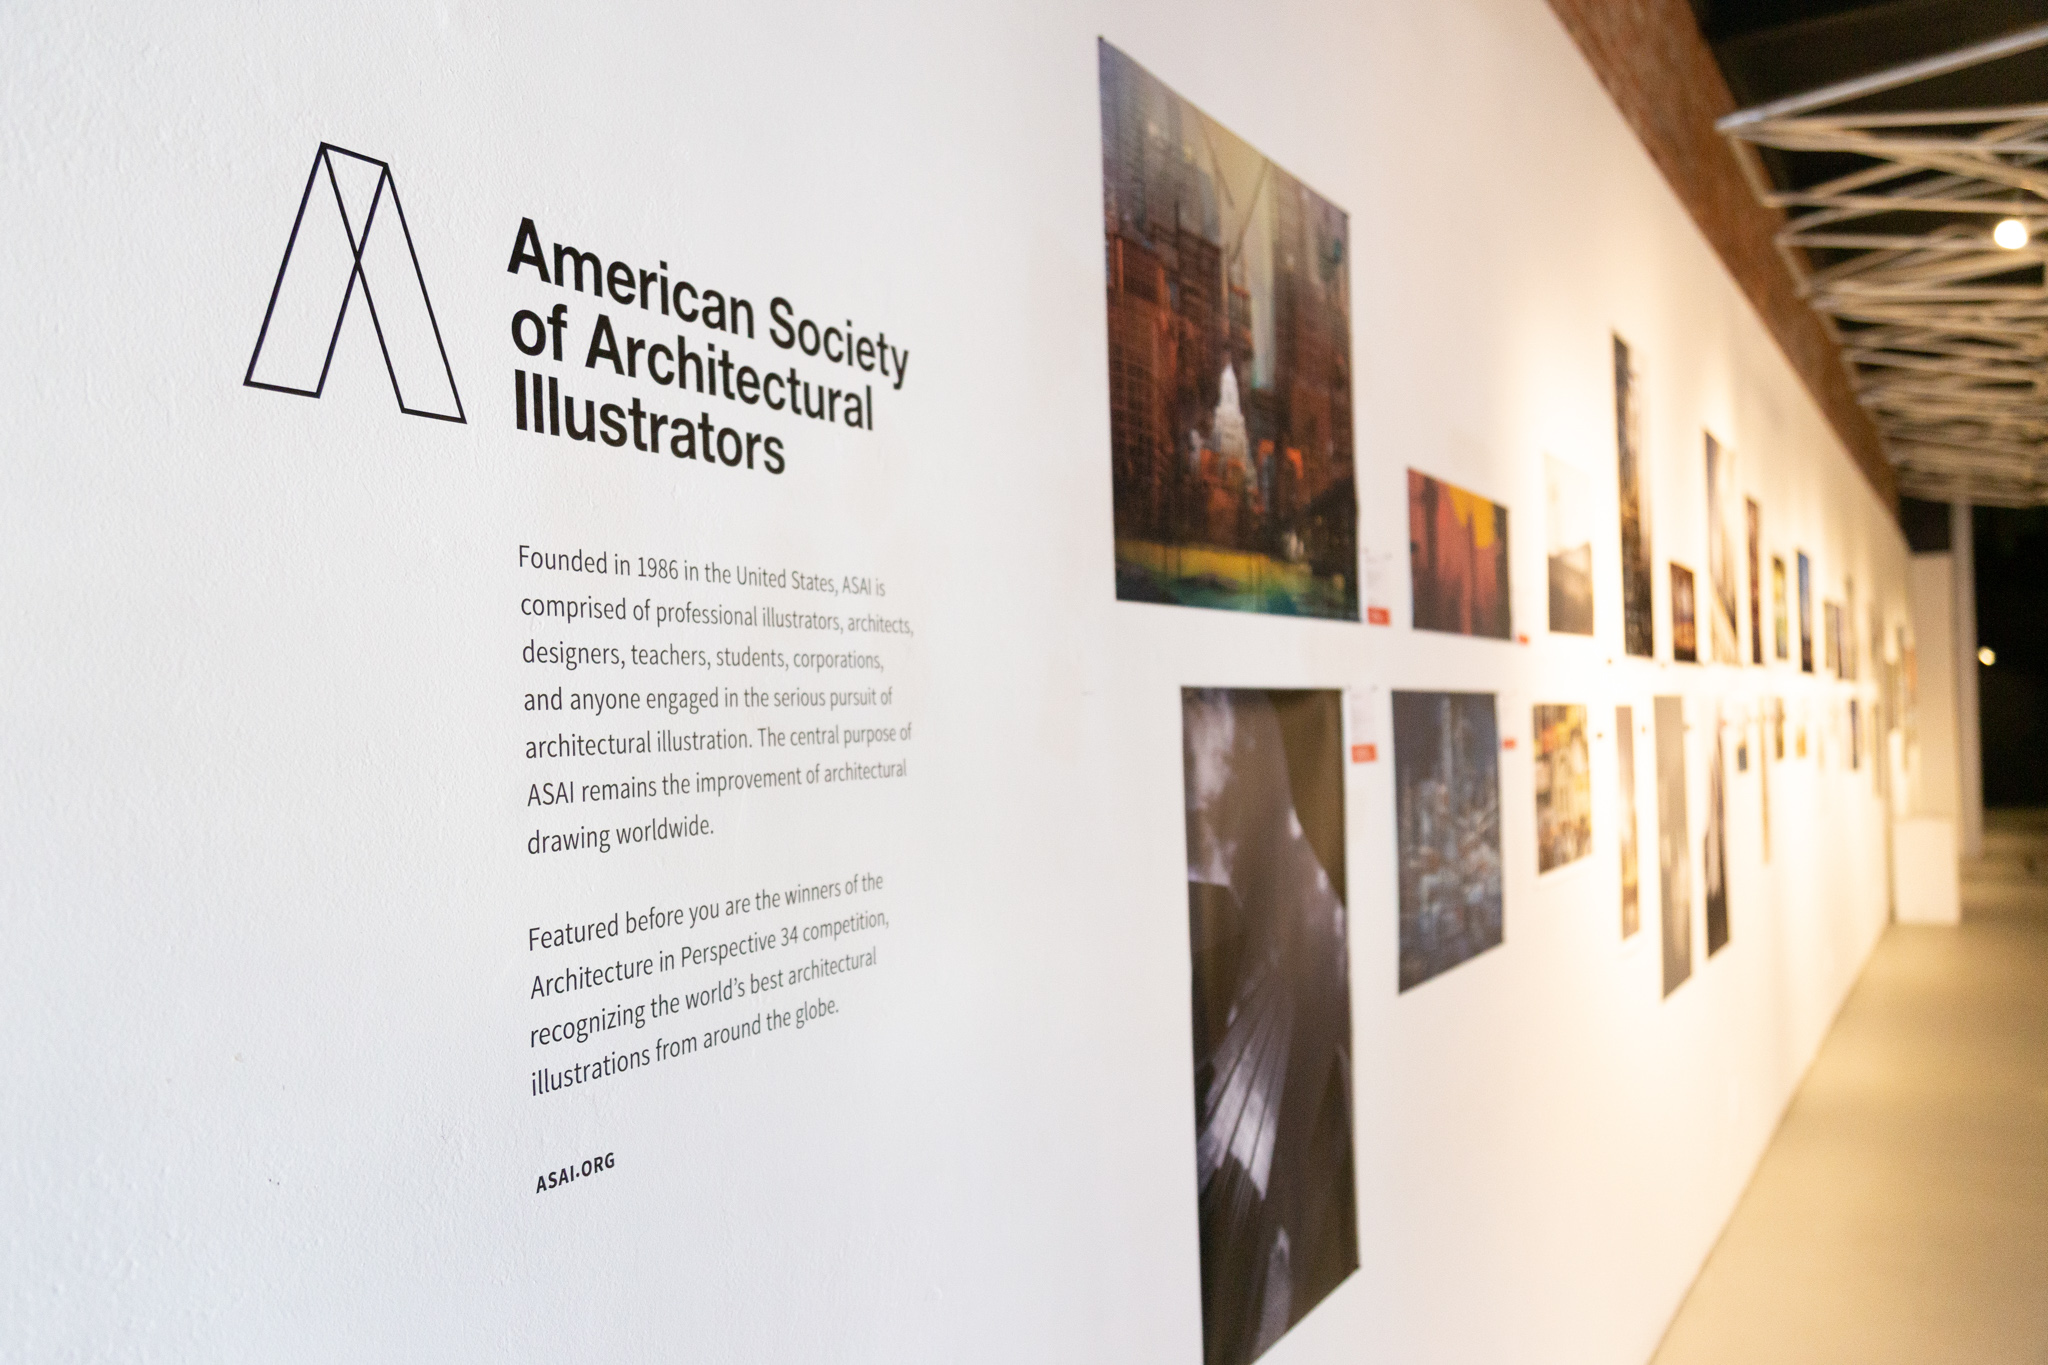 American Society
of Architectural
Illustrators
Founded in 1986 in the United States, ASAI is
comprised of professional illustrators, architects,
designers, teachers, students, corporations,
and anyone engaged in the serious pursuit of
architectural illustration. The central purpose of
ASAI remains the improvement of architectural
drawing worldwide.
Featured before you are the winners of the
Architecture in Perspective 34 competition,
recognizing the world's best architectural
illustrations from around the globe.
ASAI.ORG